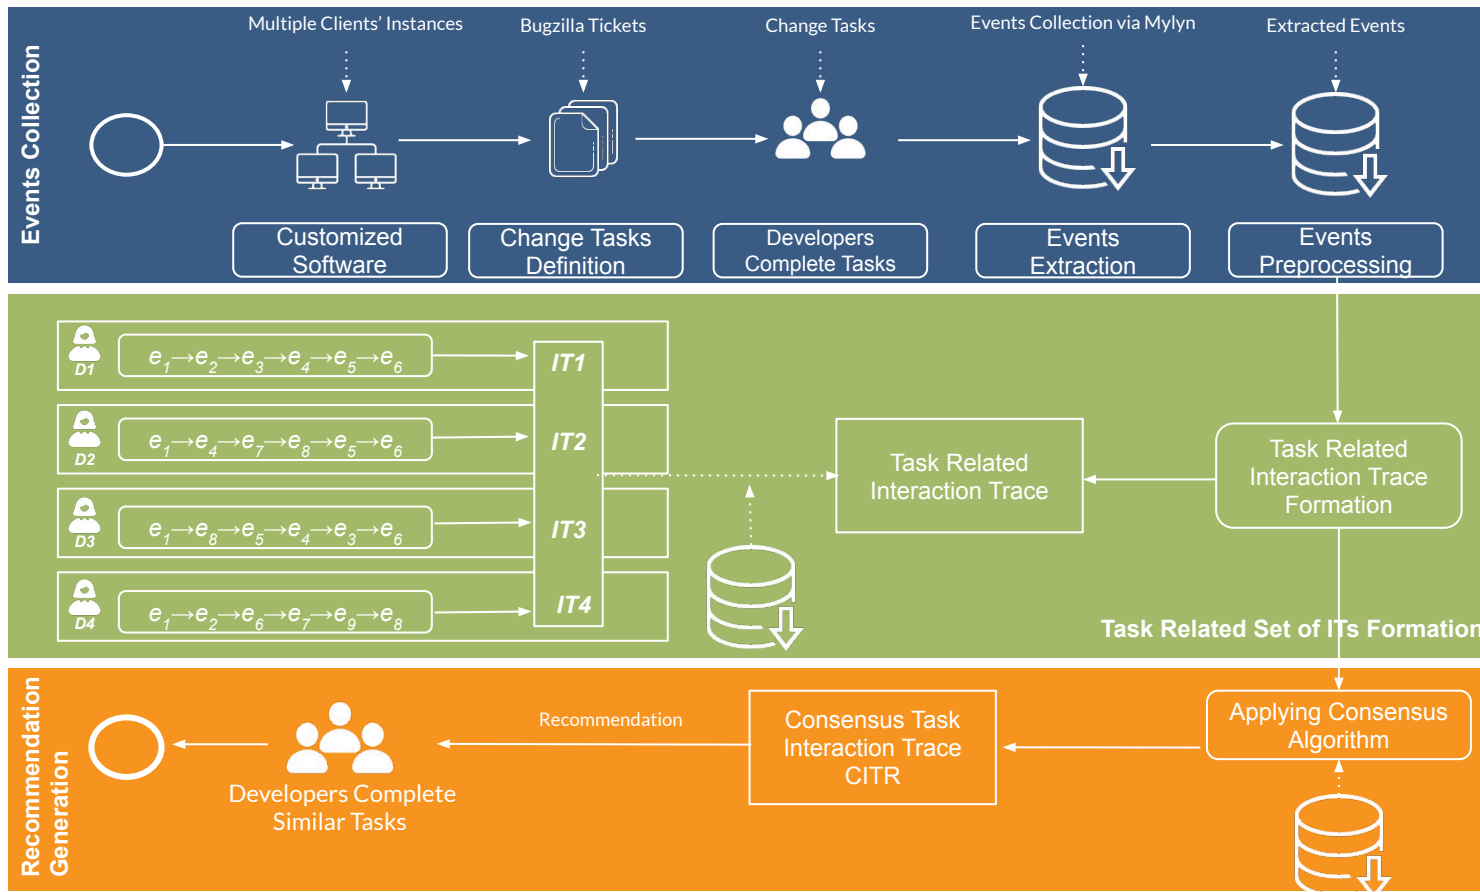 Events Collection
Multiple Clients' Instances
Bugzilla Tickets
Change Tasks
Events Collection via Mylyn
Extracted Events
Customized
Software
Change Tasks
Definition
Developers
Complete Tasks
Events
Extraction
Events
Preprocessing
D1
e1→e2→e3→e4→e5→e6
IT1
D2
e1→e4→e7→e8→e5→e6
IT2
D3
e1→e8→e5→e4→e3→e6
IT3
D4
e1→e2→e6→e7→e9→e8
IT4
Task Related
Interaction Trace
Task Related
Interaction Trace
Formation
Task Related Set of ITs Formation
Recommendation
Generation
Developers Complete
Similar Tasks
Recommendation
Consensus Task
Interaction Trace
CITR
Applying Consensus
Algorithm